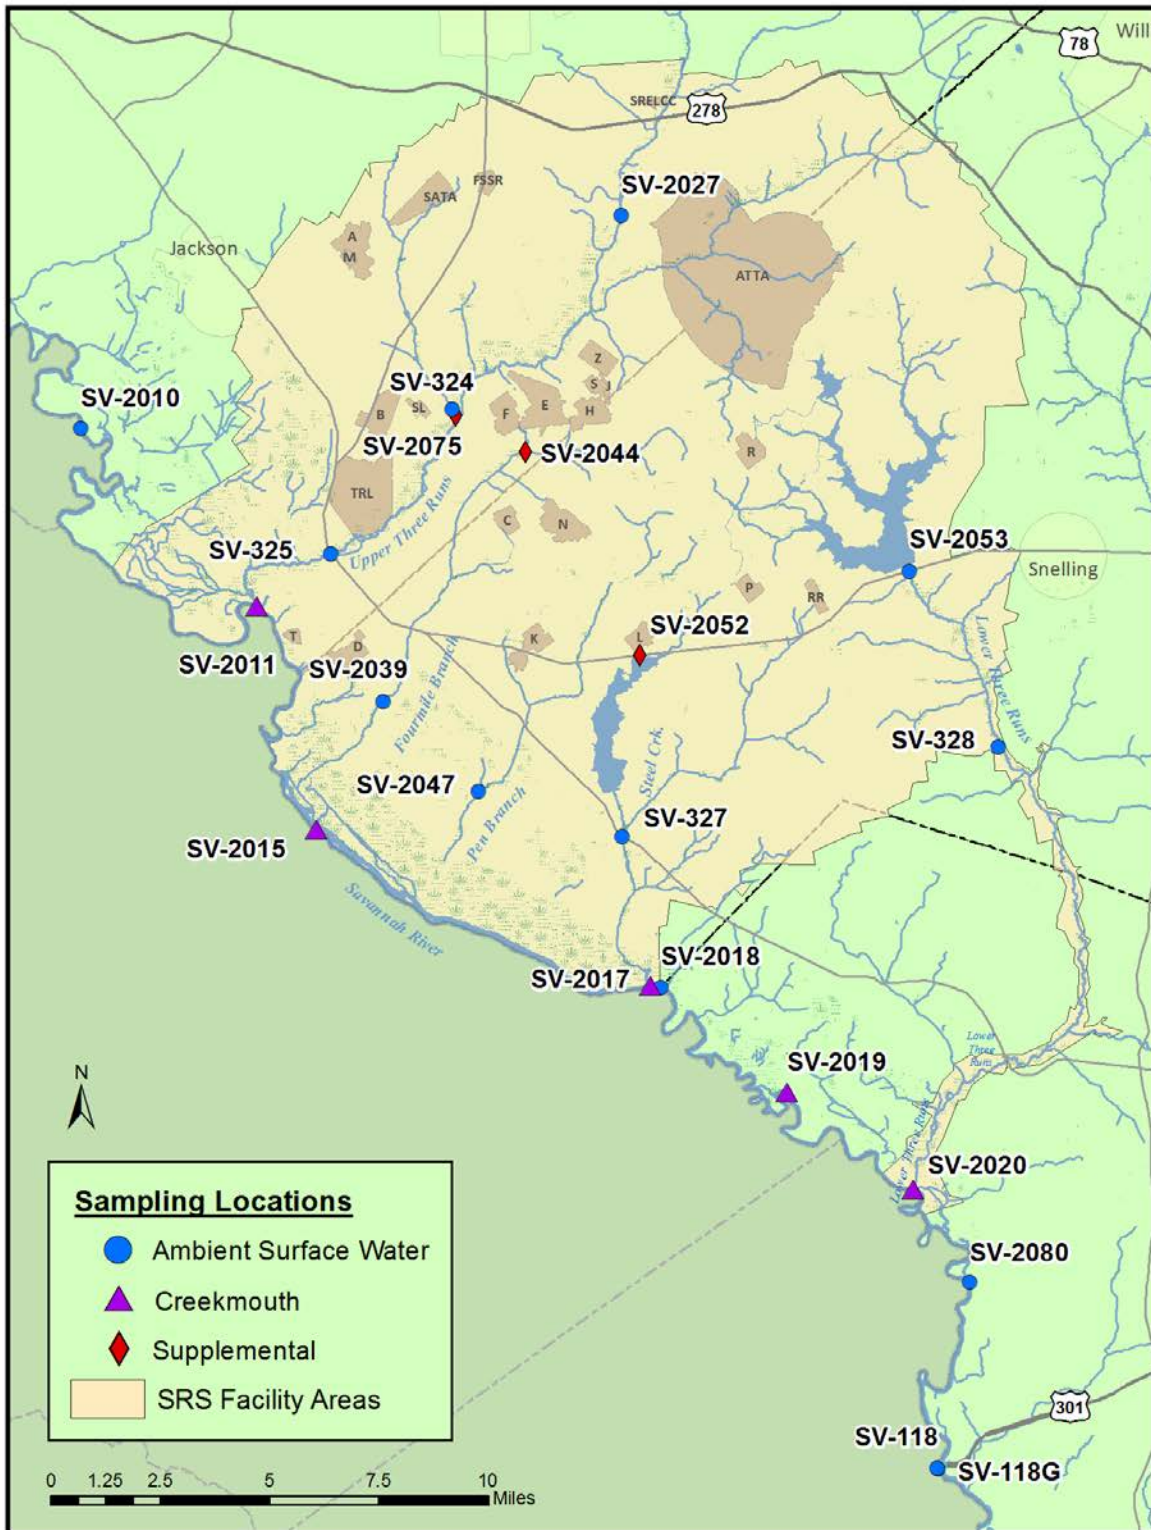 Will
78
SRELCC
278
FSSR
SATA
SV-2027
A
M
Jackson
ATTA
Z
S
J
SV-324
SL
F
E
H
B
SV-2010
SV-2075
SV-2044
R
TRL
Upper Three Runs
C
N
SV-325
SV-2053
Snelling
P
RR
T
D
K
L
SV-2052
SV-2011
SV-2039
Fourmile Branch
Lower Three Runs
SV-328
Steel Crk.
SV-2047
Pen Branch
SV-327
SV-2015
Savannah River
SV-2018
SV-2017
Lower
Three
Runs
SV-2019
Lower Three Runs
SV-2020
N
SV-2080
Sampling Locations
Ambient Surface Water
Creekmouth
Supplemental
SRS Facility Areas
301
SV-118
SV-118G
0 1.25 2.5 5 7.5 10
Miles